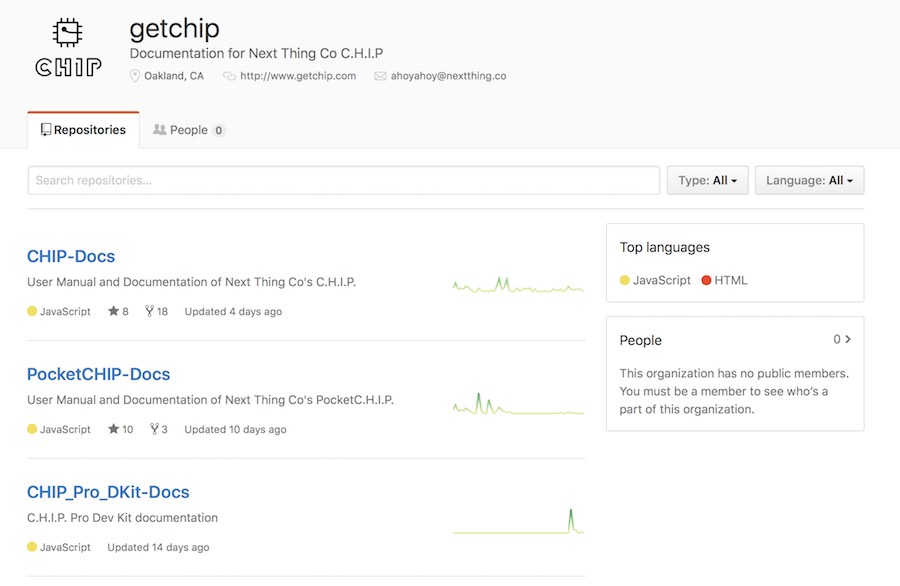 CHIP
getchip
Documentation for Next Thing Co C.H.I.P
Oakland, CA http://www.getchip.com ahoyahoy@nextthing.co
Repositories People 0
Search repositories... Type: All Language: All
CHIP-Docs
User Manual and Documentation of Next Thing Co's C.H.I.P.
JavaScript 8 18 Updated 4 days ago
PocketCHIP-Docs
User Manual and Documentation of Next Thing Co's PocketC.H.I.P.
JavaScript 10 3 Updated 10 days ago
CHIP_Pro_DKit-Docs
C.H.I.P. Pro Dev Kit documentation
JavaScript Updated 14 days ago
Top languages
JavaScript HTML
People 0
This organization has no public members.
You must be a member to see who's a
part of this organization.